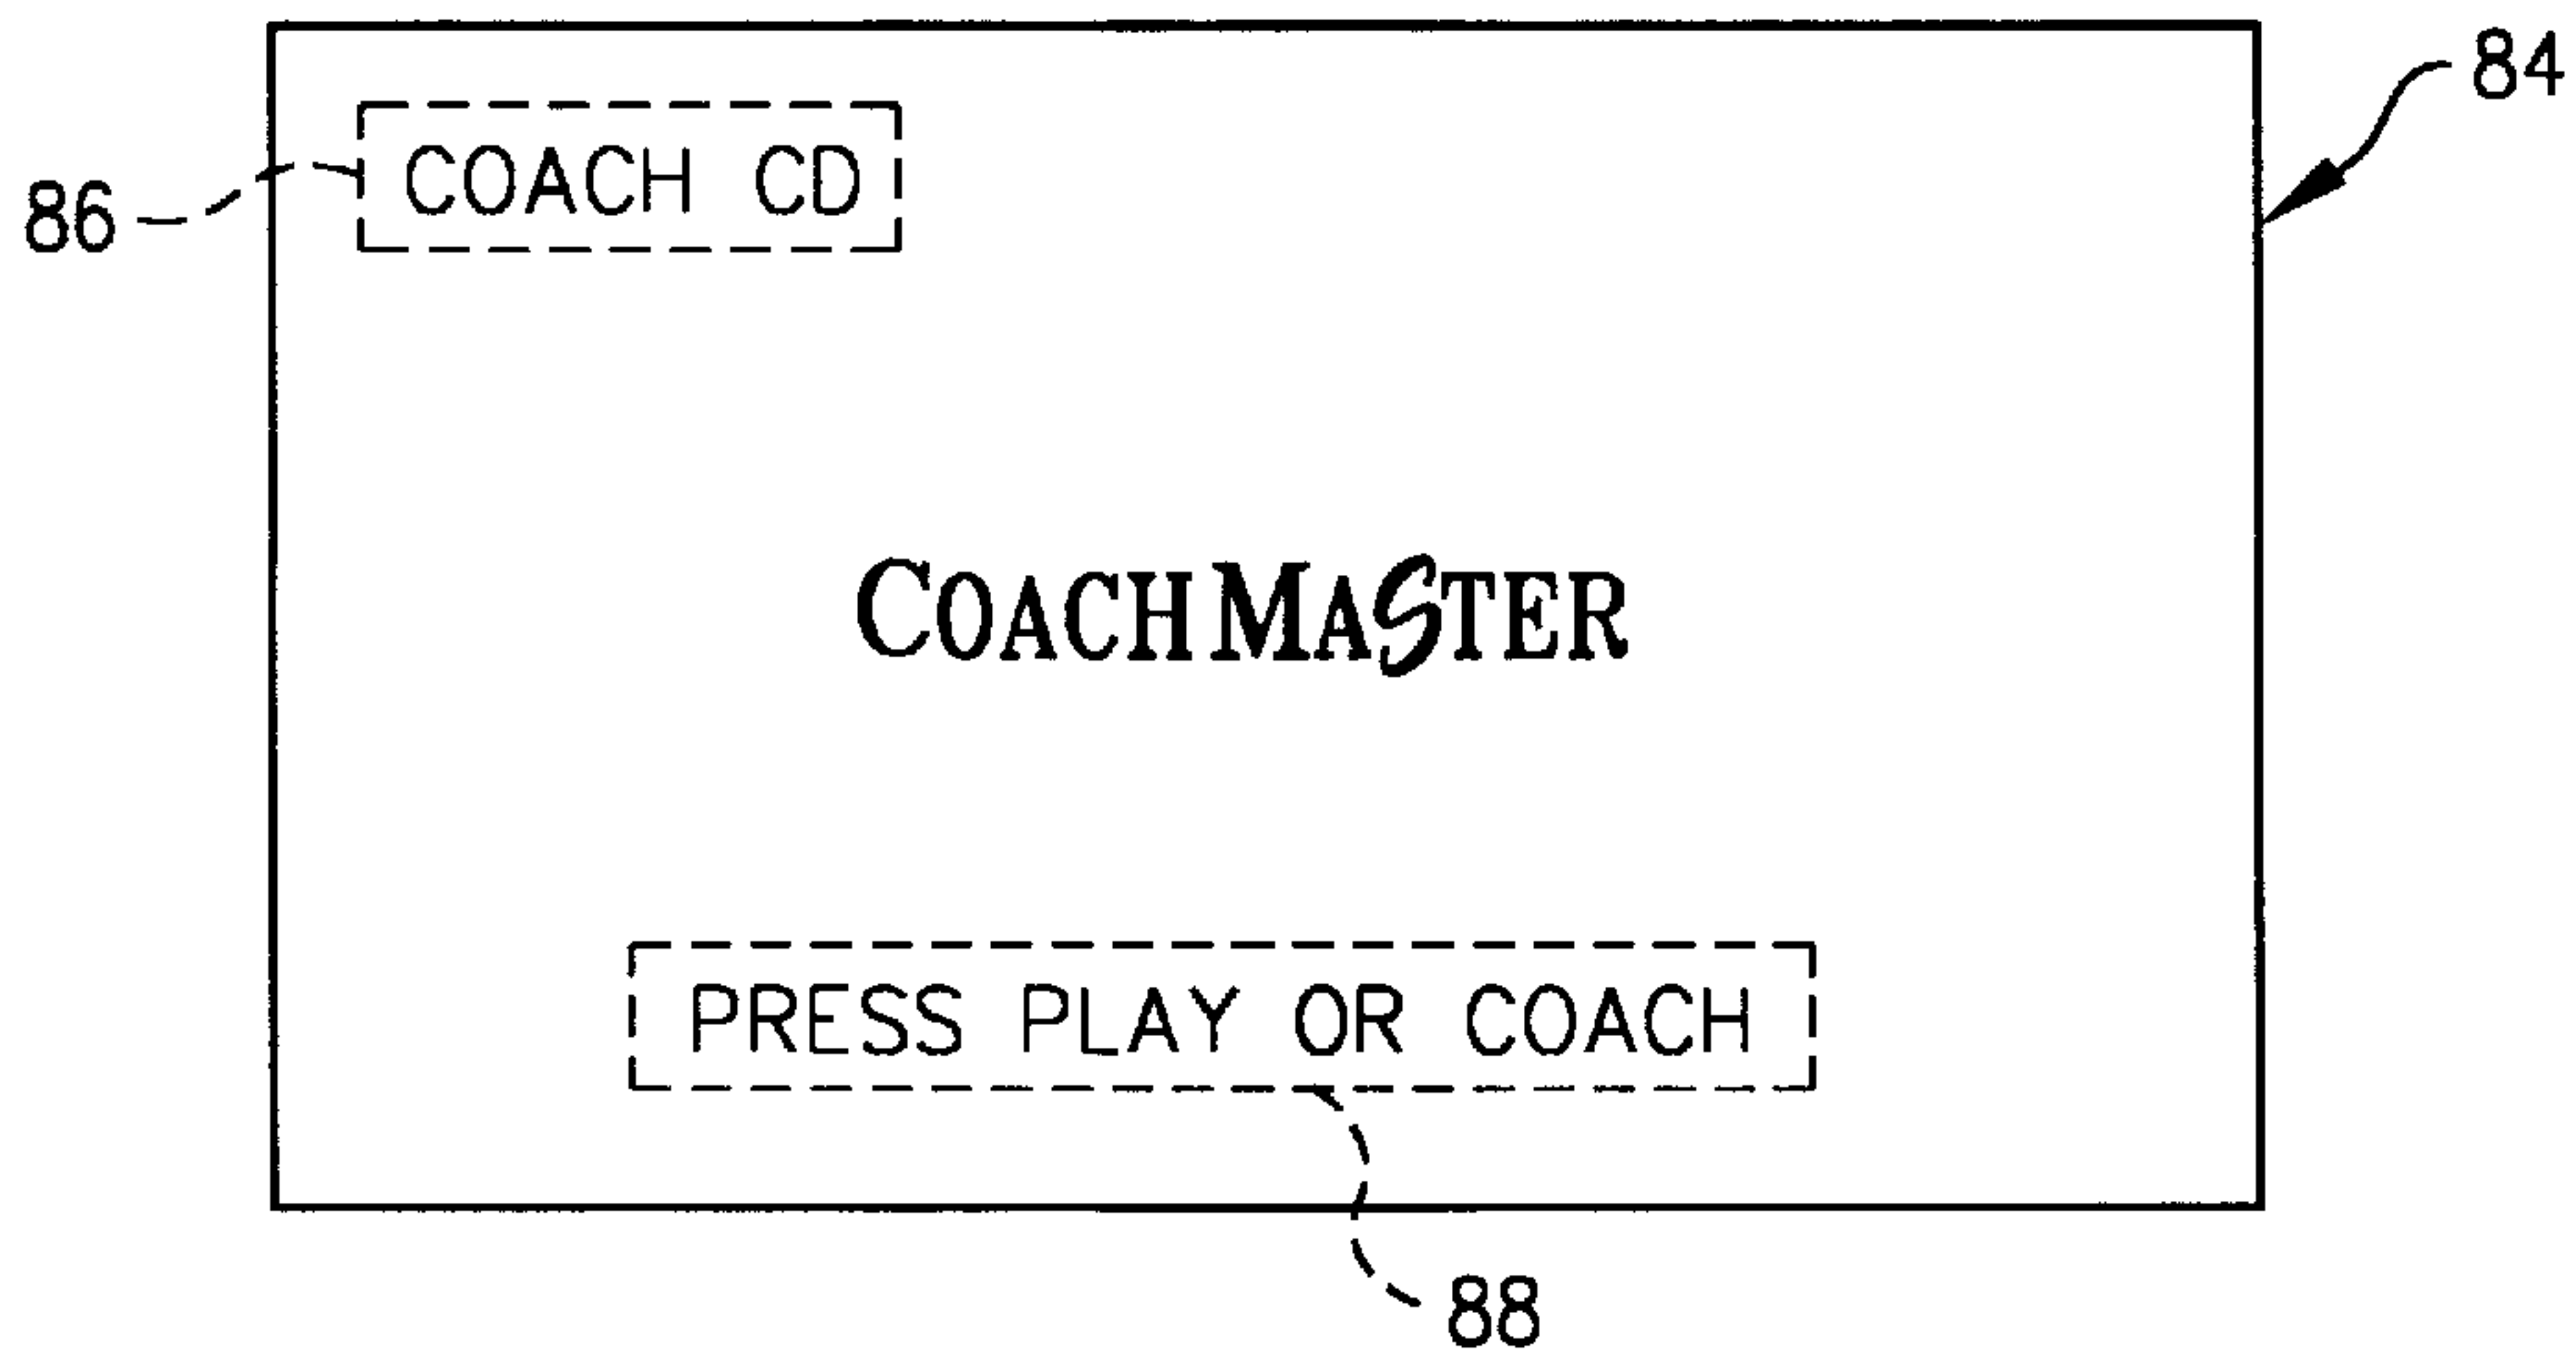 84
COACH CD
86
COACHMASTER
PRESS PLAY OR COACH
88